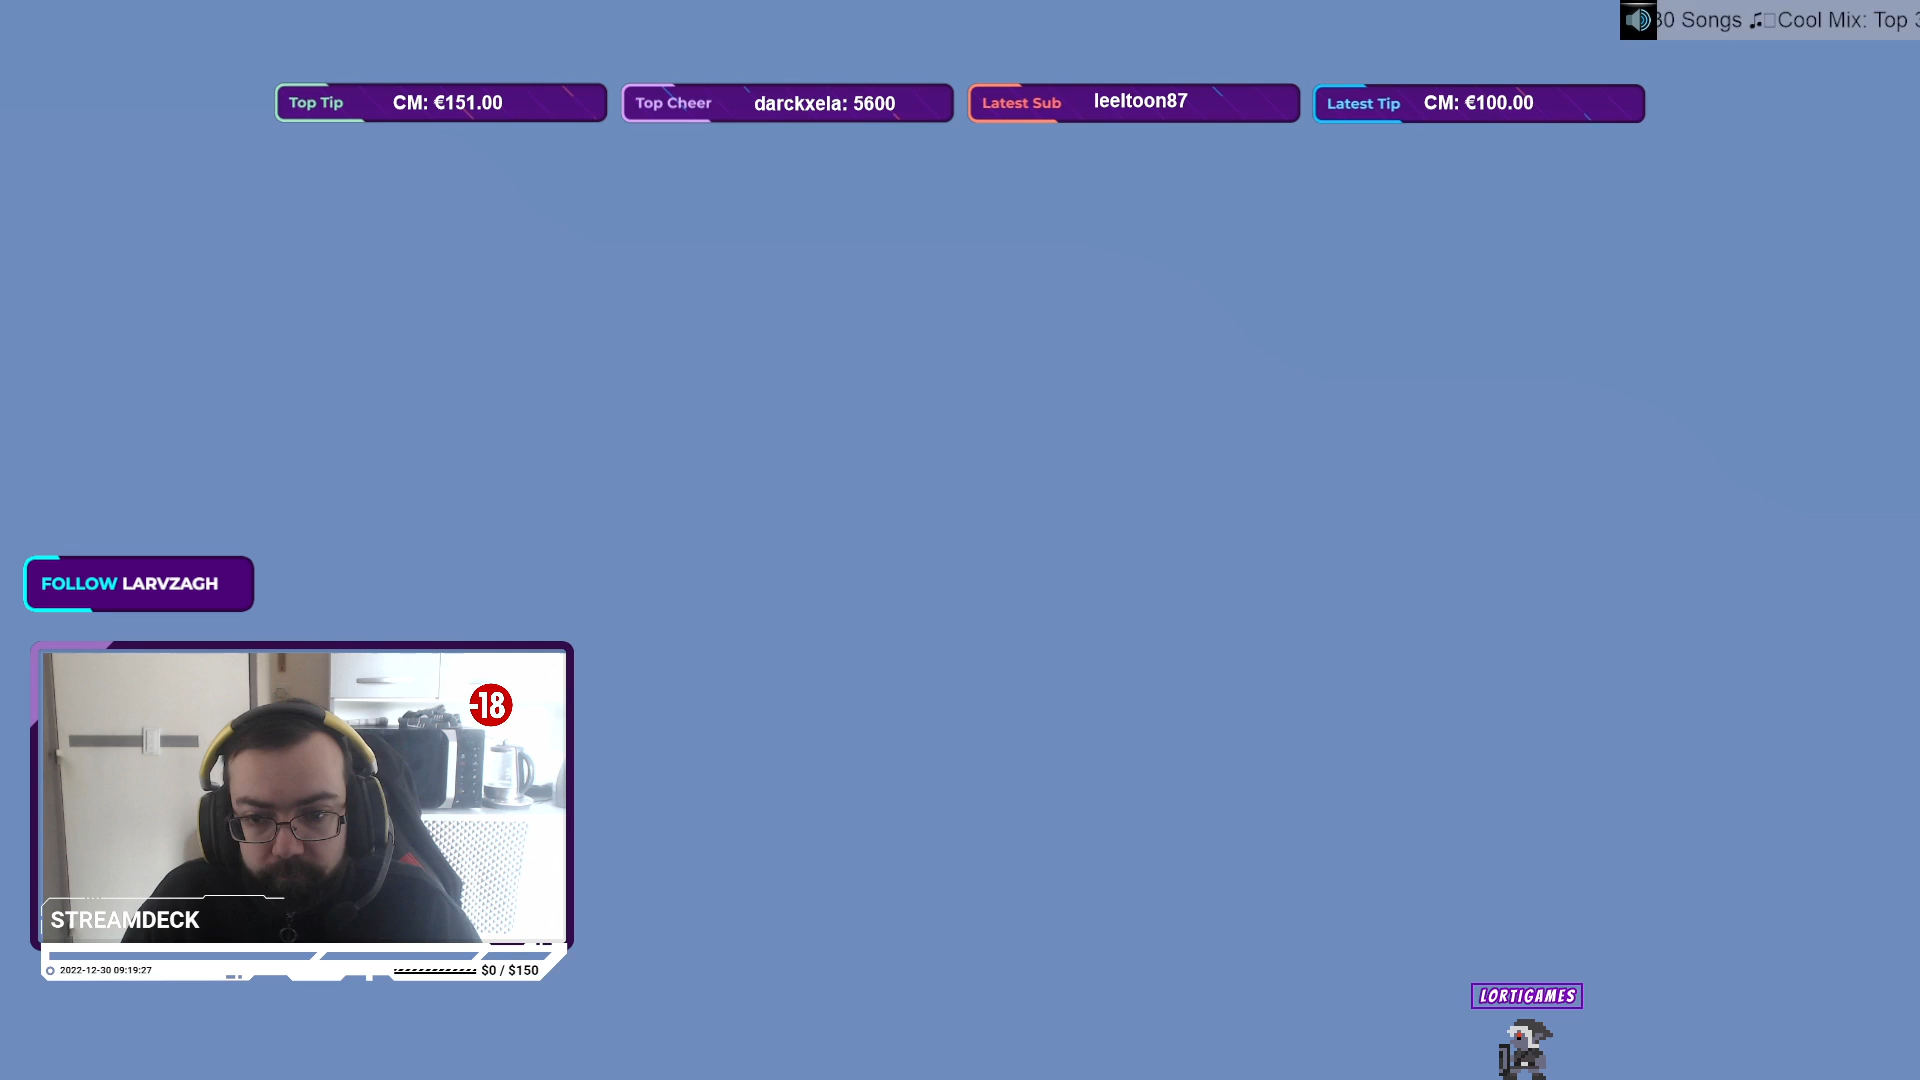 30 Songs ♫ Cool Mix: Top
Top Tip CM: €151.00
Top Cheer darckxela: 5600
Latest Sub leeltoon87
Latest Tip CM: €100.00
FOLLOW LARVZAGH
-18
STREAMDECK
2022-12-30 09:19:27
$0 / $150
LORTIGAMES